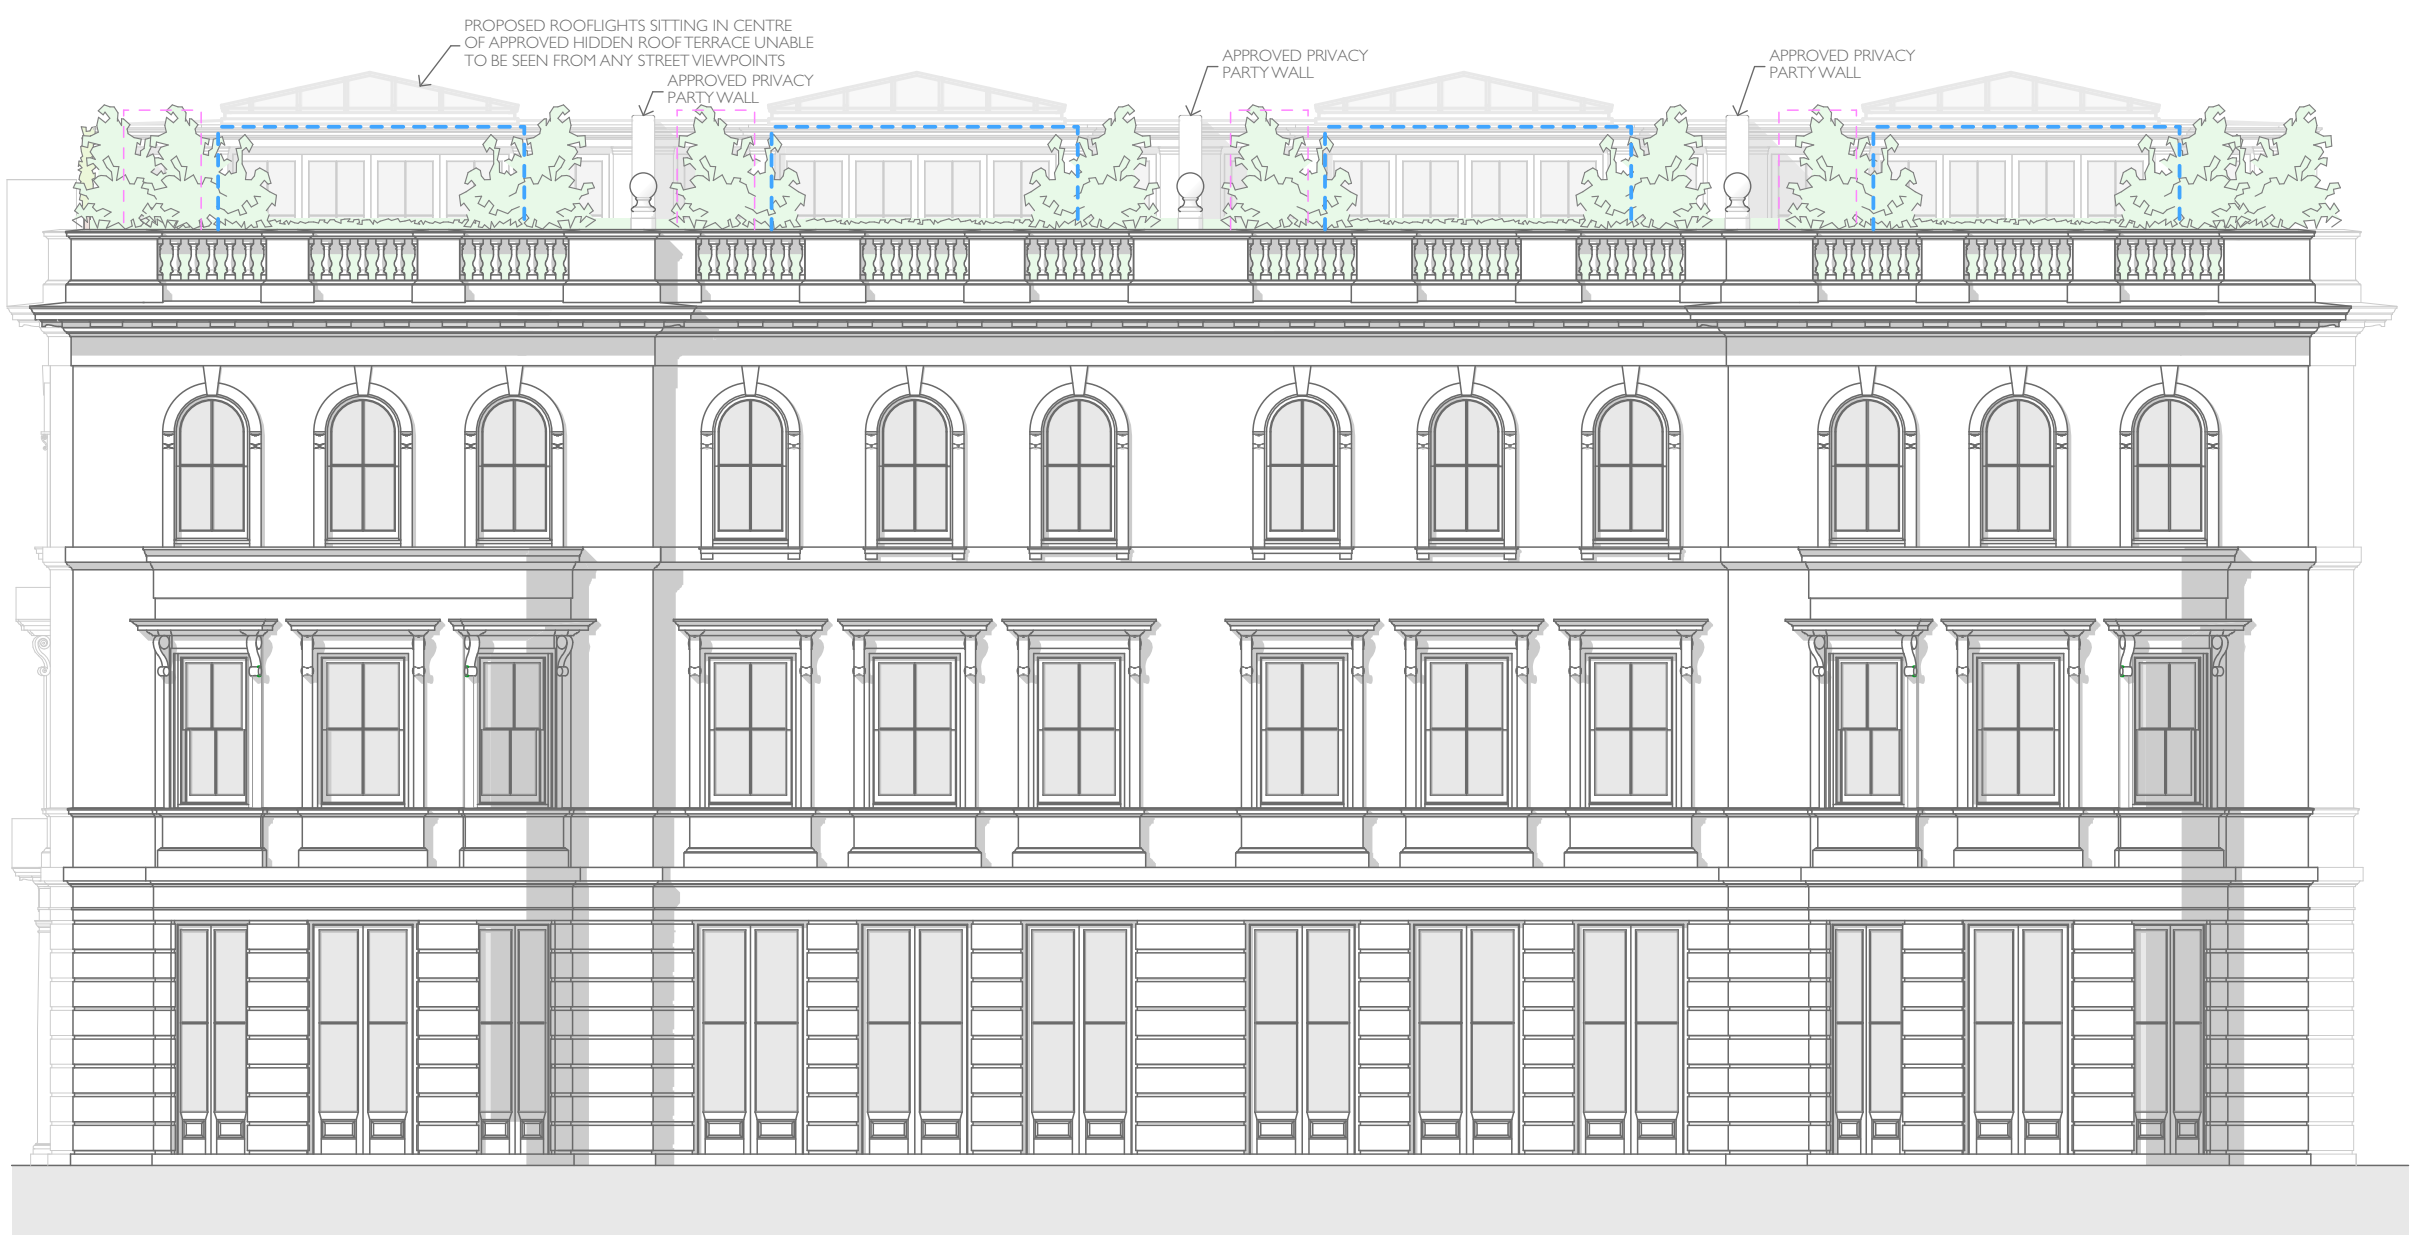 PROPOSED ROOFLIGHTS SITTING IN CENTRE
OF APPROVED HIDDEN ROOF TERRACE UNABLE
TO BE SEEN FROM ANY STREET VIEWPOINTS
APPROVED PRIVACY
PARTY WALL
APPROVED PRIVACY
PARTY WALL
APPROVED PRIVACY
PARTY WALL